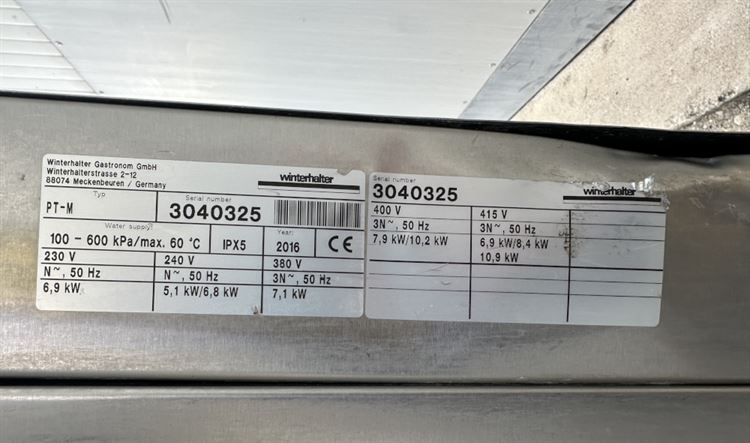 Winterhalter Gastronom GmbH
Winterhalterstrasse 2-12
88074 Meckenbeuren / Germany
winterhalter
Typ
PT-M
Serial number
3040325
Water supply
100 - 600 kPa/max. 60 °C
IPX5
Year:
2016
CE
230 V
N~, 50 Hz
6,9 kW
240 V
N~, 50 Hz
5,1 kW/6,8 kW
380 V
3N~, 50 Hz
7,1 kW
Serial number
3040325
winterhalter
400 V
3N~, 50 Hz
7,9 kW/10,2 kW
415 V
3N~, 50 Hz
6,9 kW/8,4 kW
10,9 kW